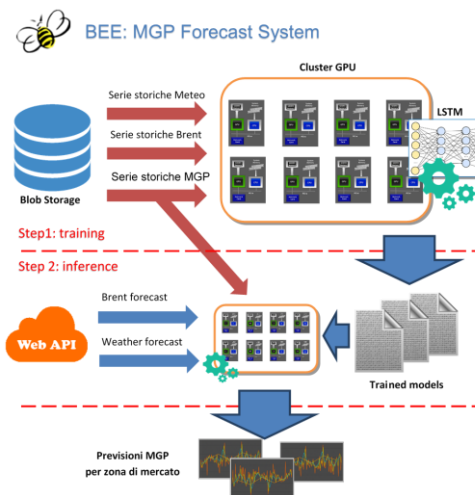 BEE: MGP Forecast System
Cluster GPU
Serie storiche Meteo
LSTM
Serie storiche Brent
Serie storiche MGP
Blob Storage
Step1: training
Step 2: inference
Brent forecast
Web API
Weather forecast
Trained models
Previsioni MGP
per zona di mercato